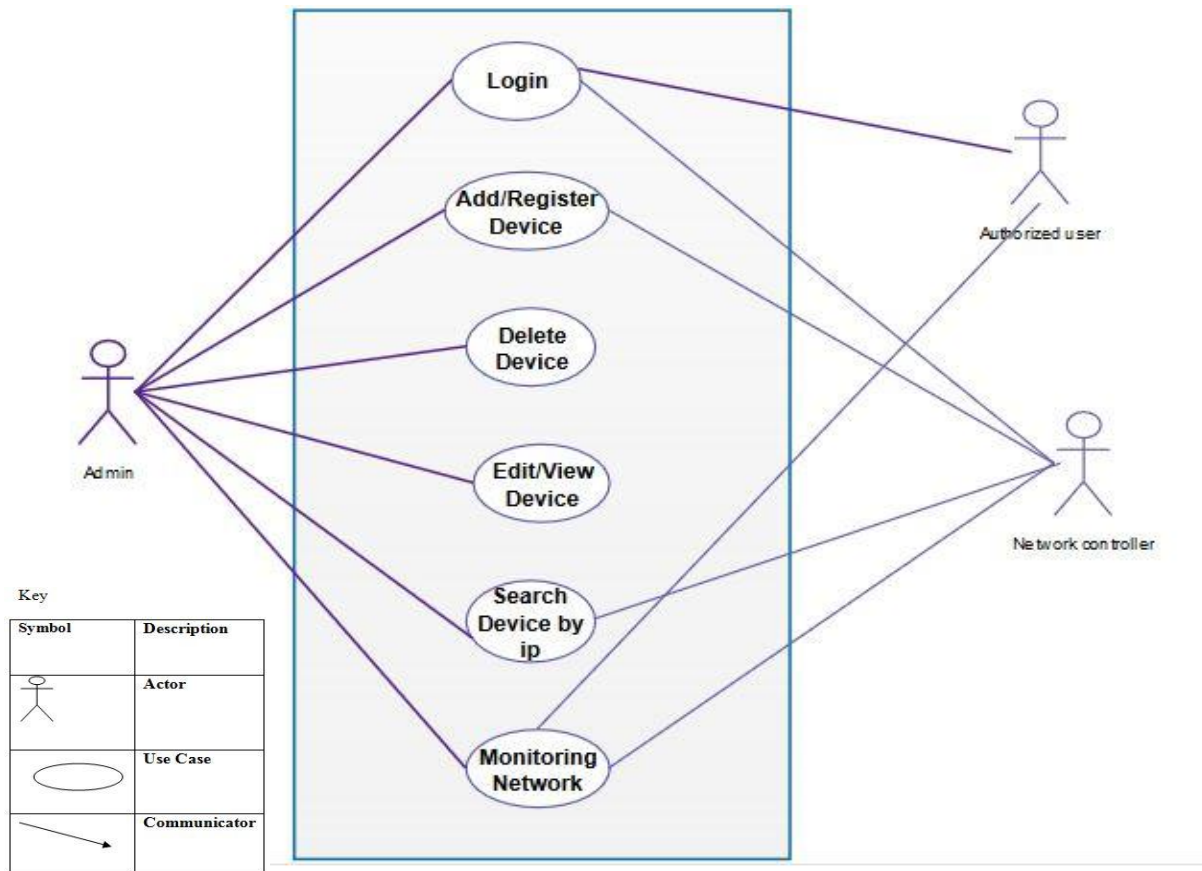 Login
Add/Register
Device
Authorized user
Delete
Device
Admin
Edit/View
Device
Network controller
Search
Device by
ip
Monitoring
Network
Key
Symbol Description
Actor
Use Case
Communicator